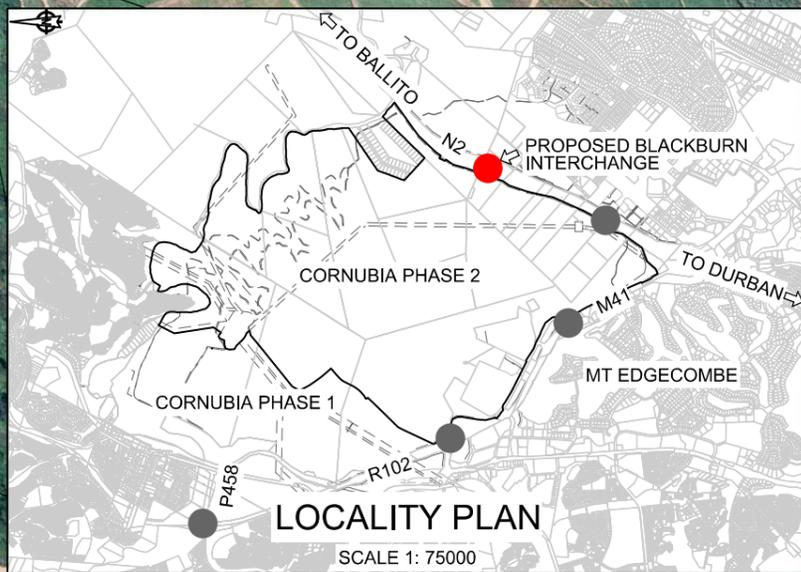 N
TO BALLITO
N2
PROPOSED BLACKBURN
INTERCHANGE
CORNUBIA PHASE 2
TO DURBAN
M41
MT EDGECOMBE
CORNUBIA PHASE 1
R102
P458
LOCALITY PLAN
SCALE 1: 75000